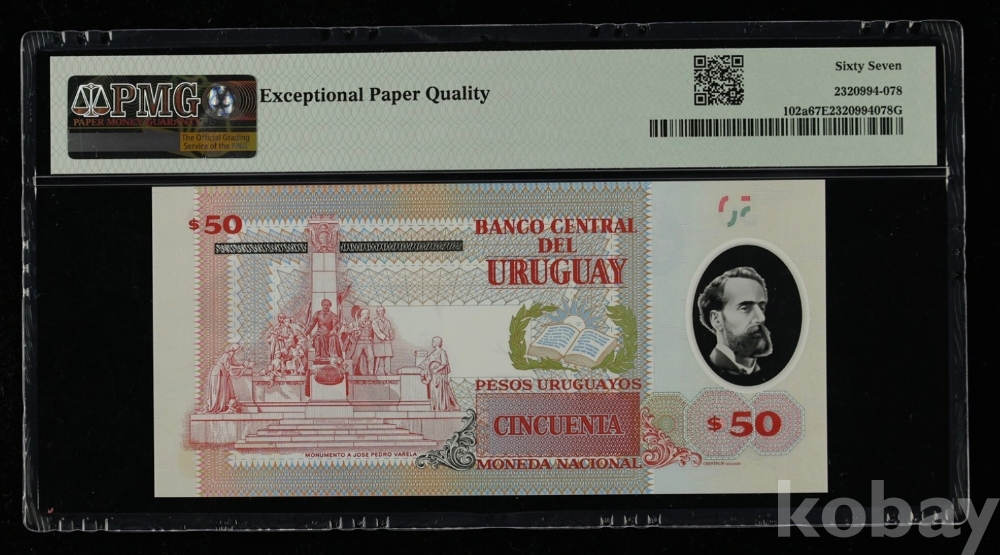 PMG
PAPER MONEY GUARANTY
The Official Grading
Service of the PNG
Exceptional Paper Quality
Sixty Seven
2320994-078
102a67E2320994078G
$50
BANCO CENTRAL
DEL
URUGUAY
PESOS URUGUAYOS
CINCUENTA
MONEDA NACIONAL
MONUMENTO A JOSE PEDRO VARELA
$50
kobay